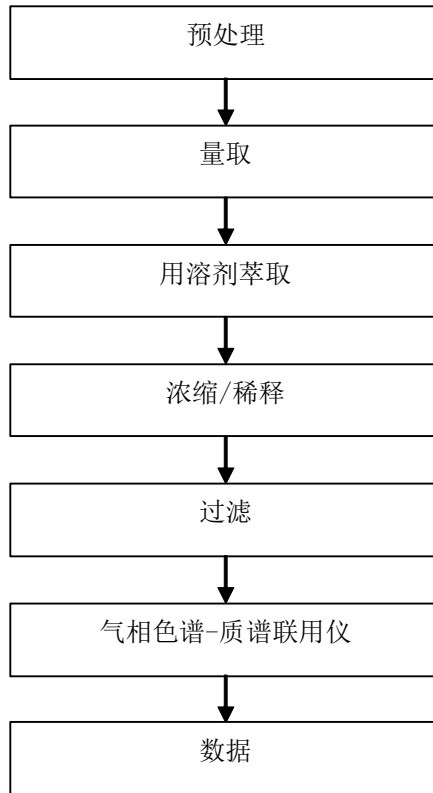 预处理
量取
用溶剂萃取
浓缩/稀释
过滤
气相色谱-质谱联用仪
数据